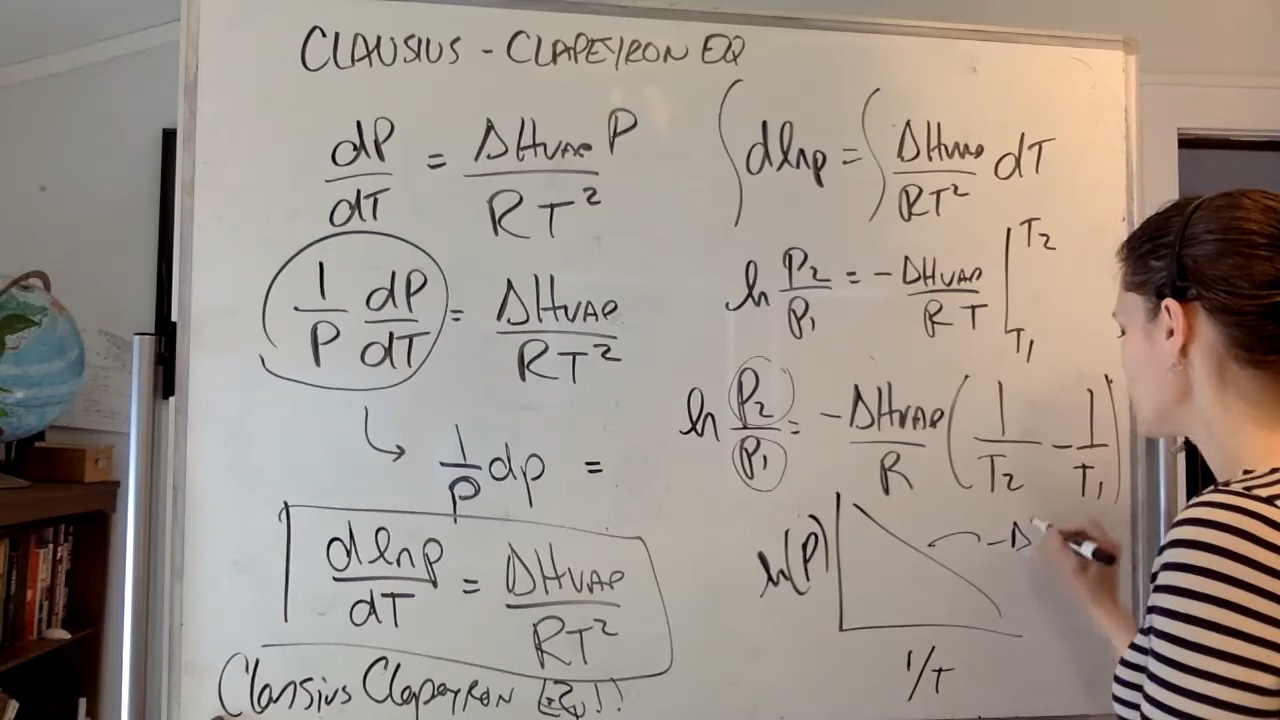 CLAUSIUS - CLAPEYRON EQ
dP/dT = ΔHVAP P / RT²
1/P dP/dT = ΔHVAP / RT²
1/P dp =
dlnp/dT = ΔHVAP / RT²
Clausius Clapeyron EQ!!
∫dlnp = ∫ ΔHVAP / RT² dT
ln P2/P1 = -ΔHVAP / RT | T2 T1
ln P2/P1 = -ΔHVAP / R (1/T2 - 1/T1)
ln(P)
-Δ
1/T